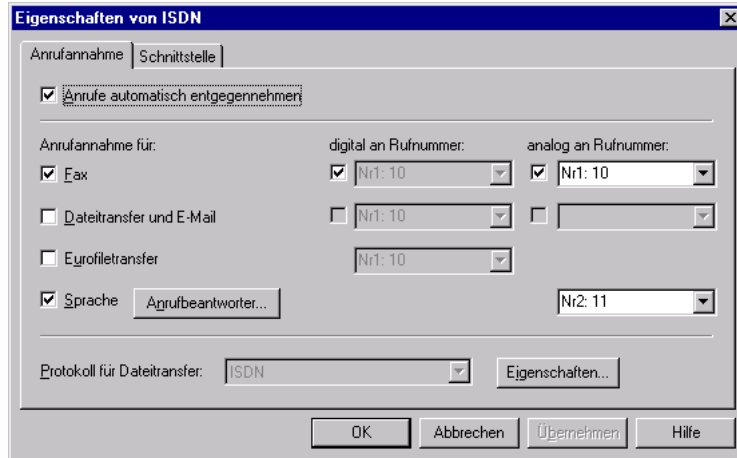 Eigenschaften von ISDN
Anrufannahme Schnittstelle
Anrufe automatisch entgegennehmen
Anrufannahme für: digital an Rufnummer: analog an Rufnummer:
Fax Nr1: 10 Nr1: 10
Dateitransfer und E-Mail Nr1: 10
Eurofiletransfer Nr1: 10
Sprache Anrufbeantworter... Nr2: 11
Protokoll für Dateitransfer: ISDN Eigenschaften...
OK Abbrechen Übernehmen Hilfe